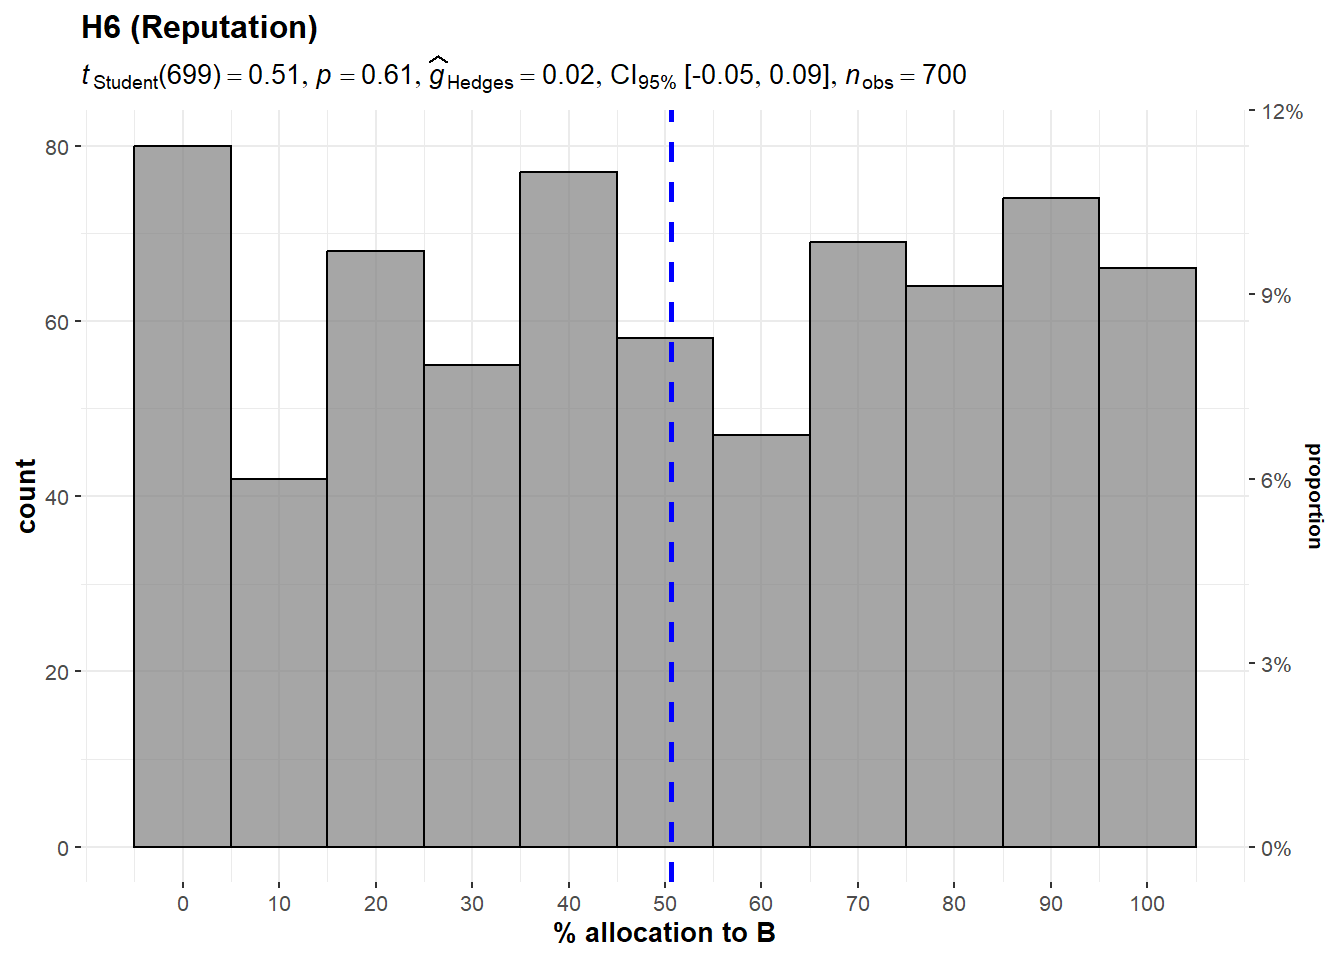 H6 (Reputation)
t Student(699) = 0.51, p = 0.61, ĝ Hedges = 0.02, CI95% [-0.05, 0.09], nobs = 700
12%
80
9%
60
count
6%
proportion
40
3%
20
0
0%
0 10 20 30 40 50 60 70 80 90 100
% allocation to B